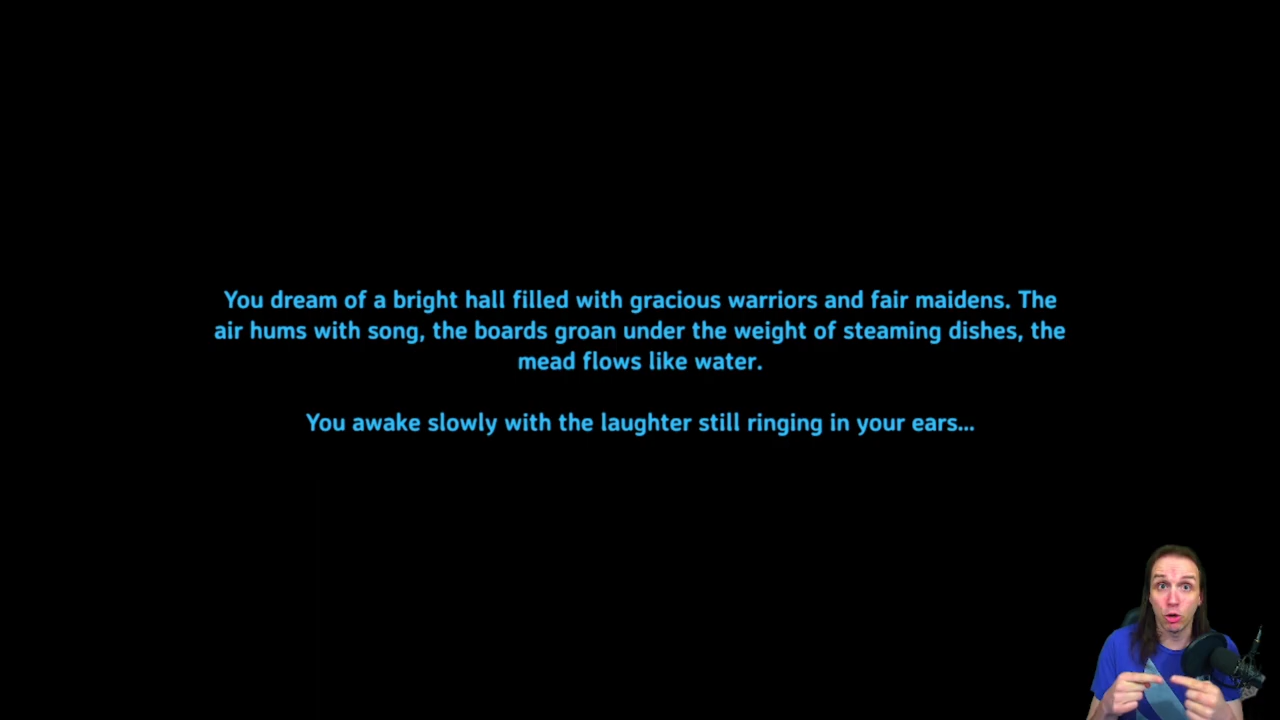 You dream of a bright hall filled with gracious warriors and fair maidens. The
air hums with song, the boards groan under the weight of steaming dishes, the
mead flows like water.
You awake slowly with the laughter still ringing in your ears...